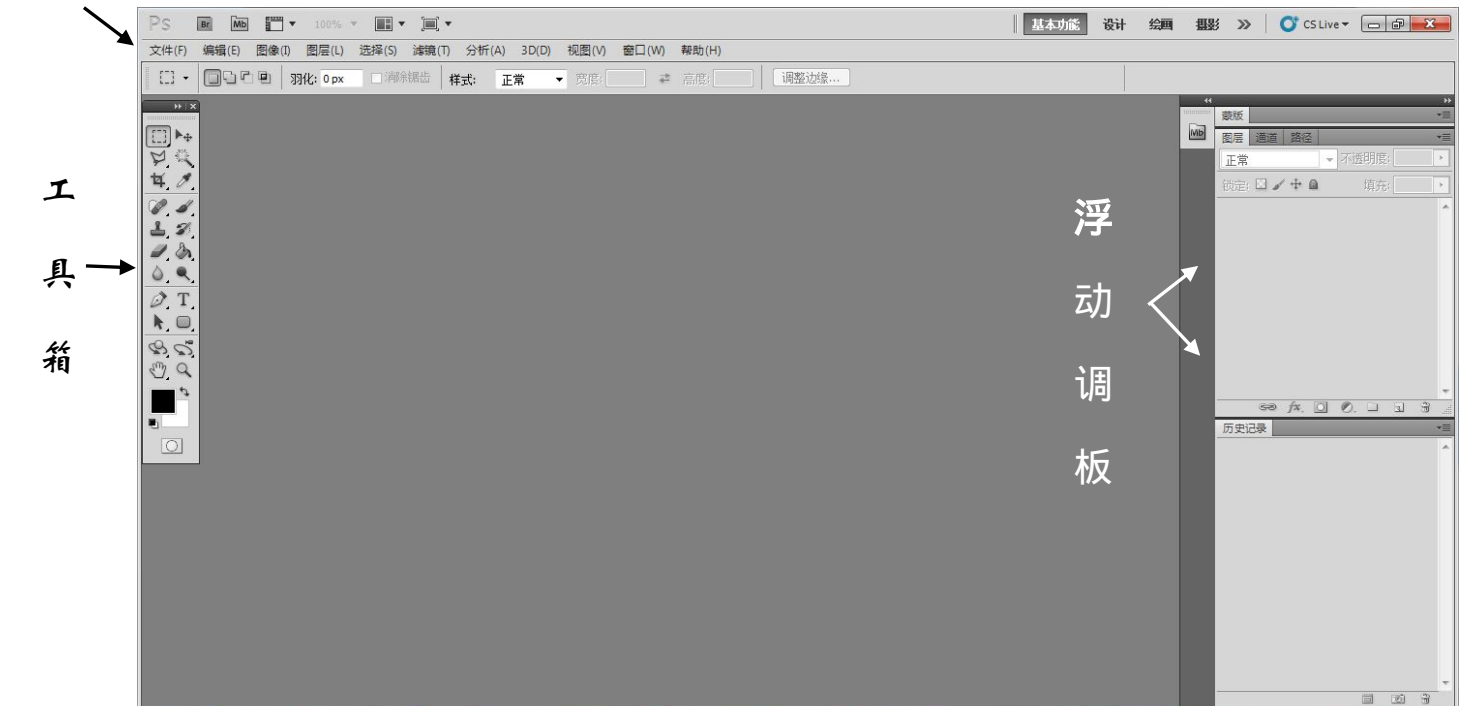 Ps Br Mb 100% 基本功能 设计 绘画 摄影 CS Live
文件(F) 编辑(E) 图像(I) 图层(L) 选择(S) 滤镜(T) 分析(A) 3D(D) 视图(V) 窗口(W) 帮助(H)
羽化: 0 px 消除锯齿 样式: 正常 宽度: 高度: 调整边缘...
工具箱
T
浮动调板
Mb
蒙版
图层 通道 路径
正常 不透明度:
锁定: 填充:
fx.
历史记录